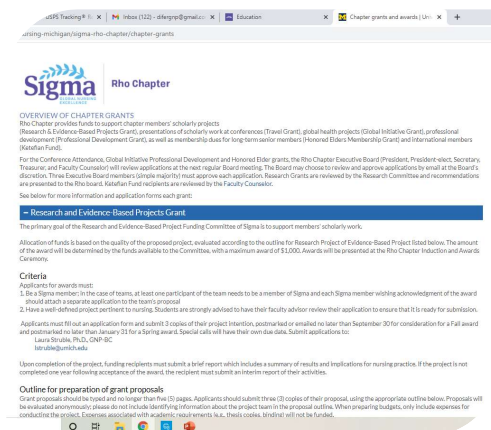 USPS Tracking®
Inbox (122) - difergnp@gmail.co
Education
Chapter grants and awards | Uni
ursing-michigan/sigma-rho-chapter/chapter-grants
Sigma
GLOBAL NURSING
EXCELLENCE
Rho Chapter
OVERVIEW OF CHAPTER GRANTS
Rho Chapter provides funds to support chapter members' scholarly projects
(Research & Evidence-Based Projects Grant), presentations of scholarly work at conferences (Travel Grant), global health projects (Global Initiative Grant), professional
development (Professional Development Grant), as well as membership dues for long-term senior members (Honored Elders Membership Grant) and international members
(Ketefian Fund).
For the Conference Attendance, Global Initiative Professional Development and Honored Elder grants, the Rho Chapter Executive Board (President, President-elect, Secretary,
Treasurer, and Faculty Counselor) will review applications at the next regular Board meeting. The Board may choose to review and approve applications by email at the Board's
discretion. Three Executive Board members (simple majority) must approve each application. Research Grants are reviewed by the Research Committee and recommendations
are presented to the Rho board. Ketefian Fund recipients are reviewed by the Faculty Counselor.
See below for more information and application forms each grant:
– Research and Evidence-Based Projects Grant
The primary goal of the Research and Evidence-Based Project Funding Committee of Sigma is to support members' scholarly work.
Allocation of funds is based on the quality of the proposed project, evaluated according to the outline for Research Project of Evidence-Based Project listed below. The amount
of the award will be determined by the funds available to the Committee, with a maximum award of $1,000. Awards will be presented at the Rho Chapter Induction and Awards
Ceremony.
Criteria
Applicants for awards must:
1. Be a Sigma member; in the case of teams, at least one participant of the team needs to be a member of Sigma and each Sigma member wishing acknowledgment of the award
should attach a separate application to the team's proposal
2. Have a well-defined project pertinent to nursing. Students are strongly advised to have their faculty advisor review their application to ensure that it is ready for submission.
Applicants must fill out an application form and submit 3 copies of their project intention, postmarked or emailed no later than September 30 for consideration for a Fall award
and postmarked no later than January 31 for a Spring award. Special calls will have their own due date. Submit applications to:
Laura Struble, Ph.D., GNP-BC
lstruble@umich.edu
Upon completion of the project, funding recipients must submit a brief report which includes a summary of results and implications for nursing practice. If the project is not
completed one year following acceptance of the award, the recipient must submit an interim report of their activities.
Outline for preparation of grant proposals
Grant proposals should be typed and no longer than five (5) pages. Applicants should submit three (3) copies of their proposal, using the appropriate outline below. Proposals will
be evaluated anonymously; please do not include identifying information about the project team in the proposal outline. When preparing budgets, only include expenses for
conducting the project. Expenses associated with academic requirements (e.g., thesis copies, binding) will not be funded.